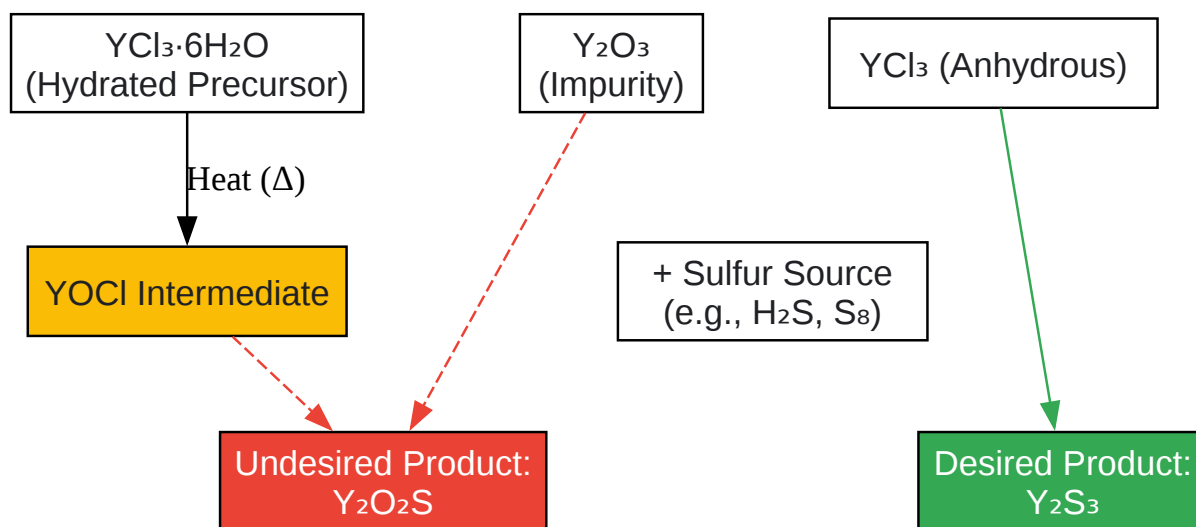 YCl₃·6H₂O
(Hydrated Precursor)
Y₂O₃
(Impurity)
YCl₃ (Anhydrous)
Heat (Δ)
YOCl Intermediate
+ Sulfur Source
(e.g., H₂S, S₈)
Undesired Product:
Y₂O₂S
Desired Product:
Y₂S₃